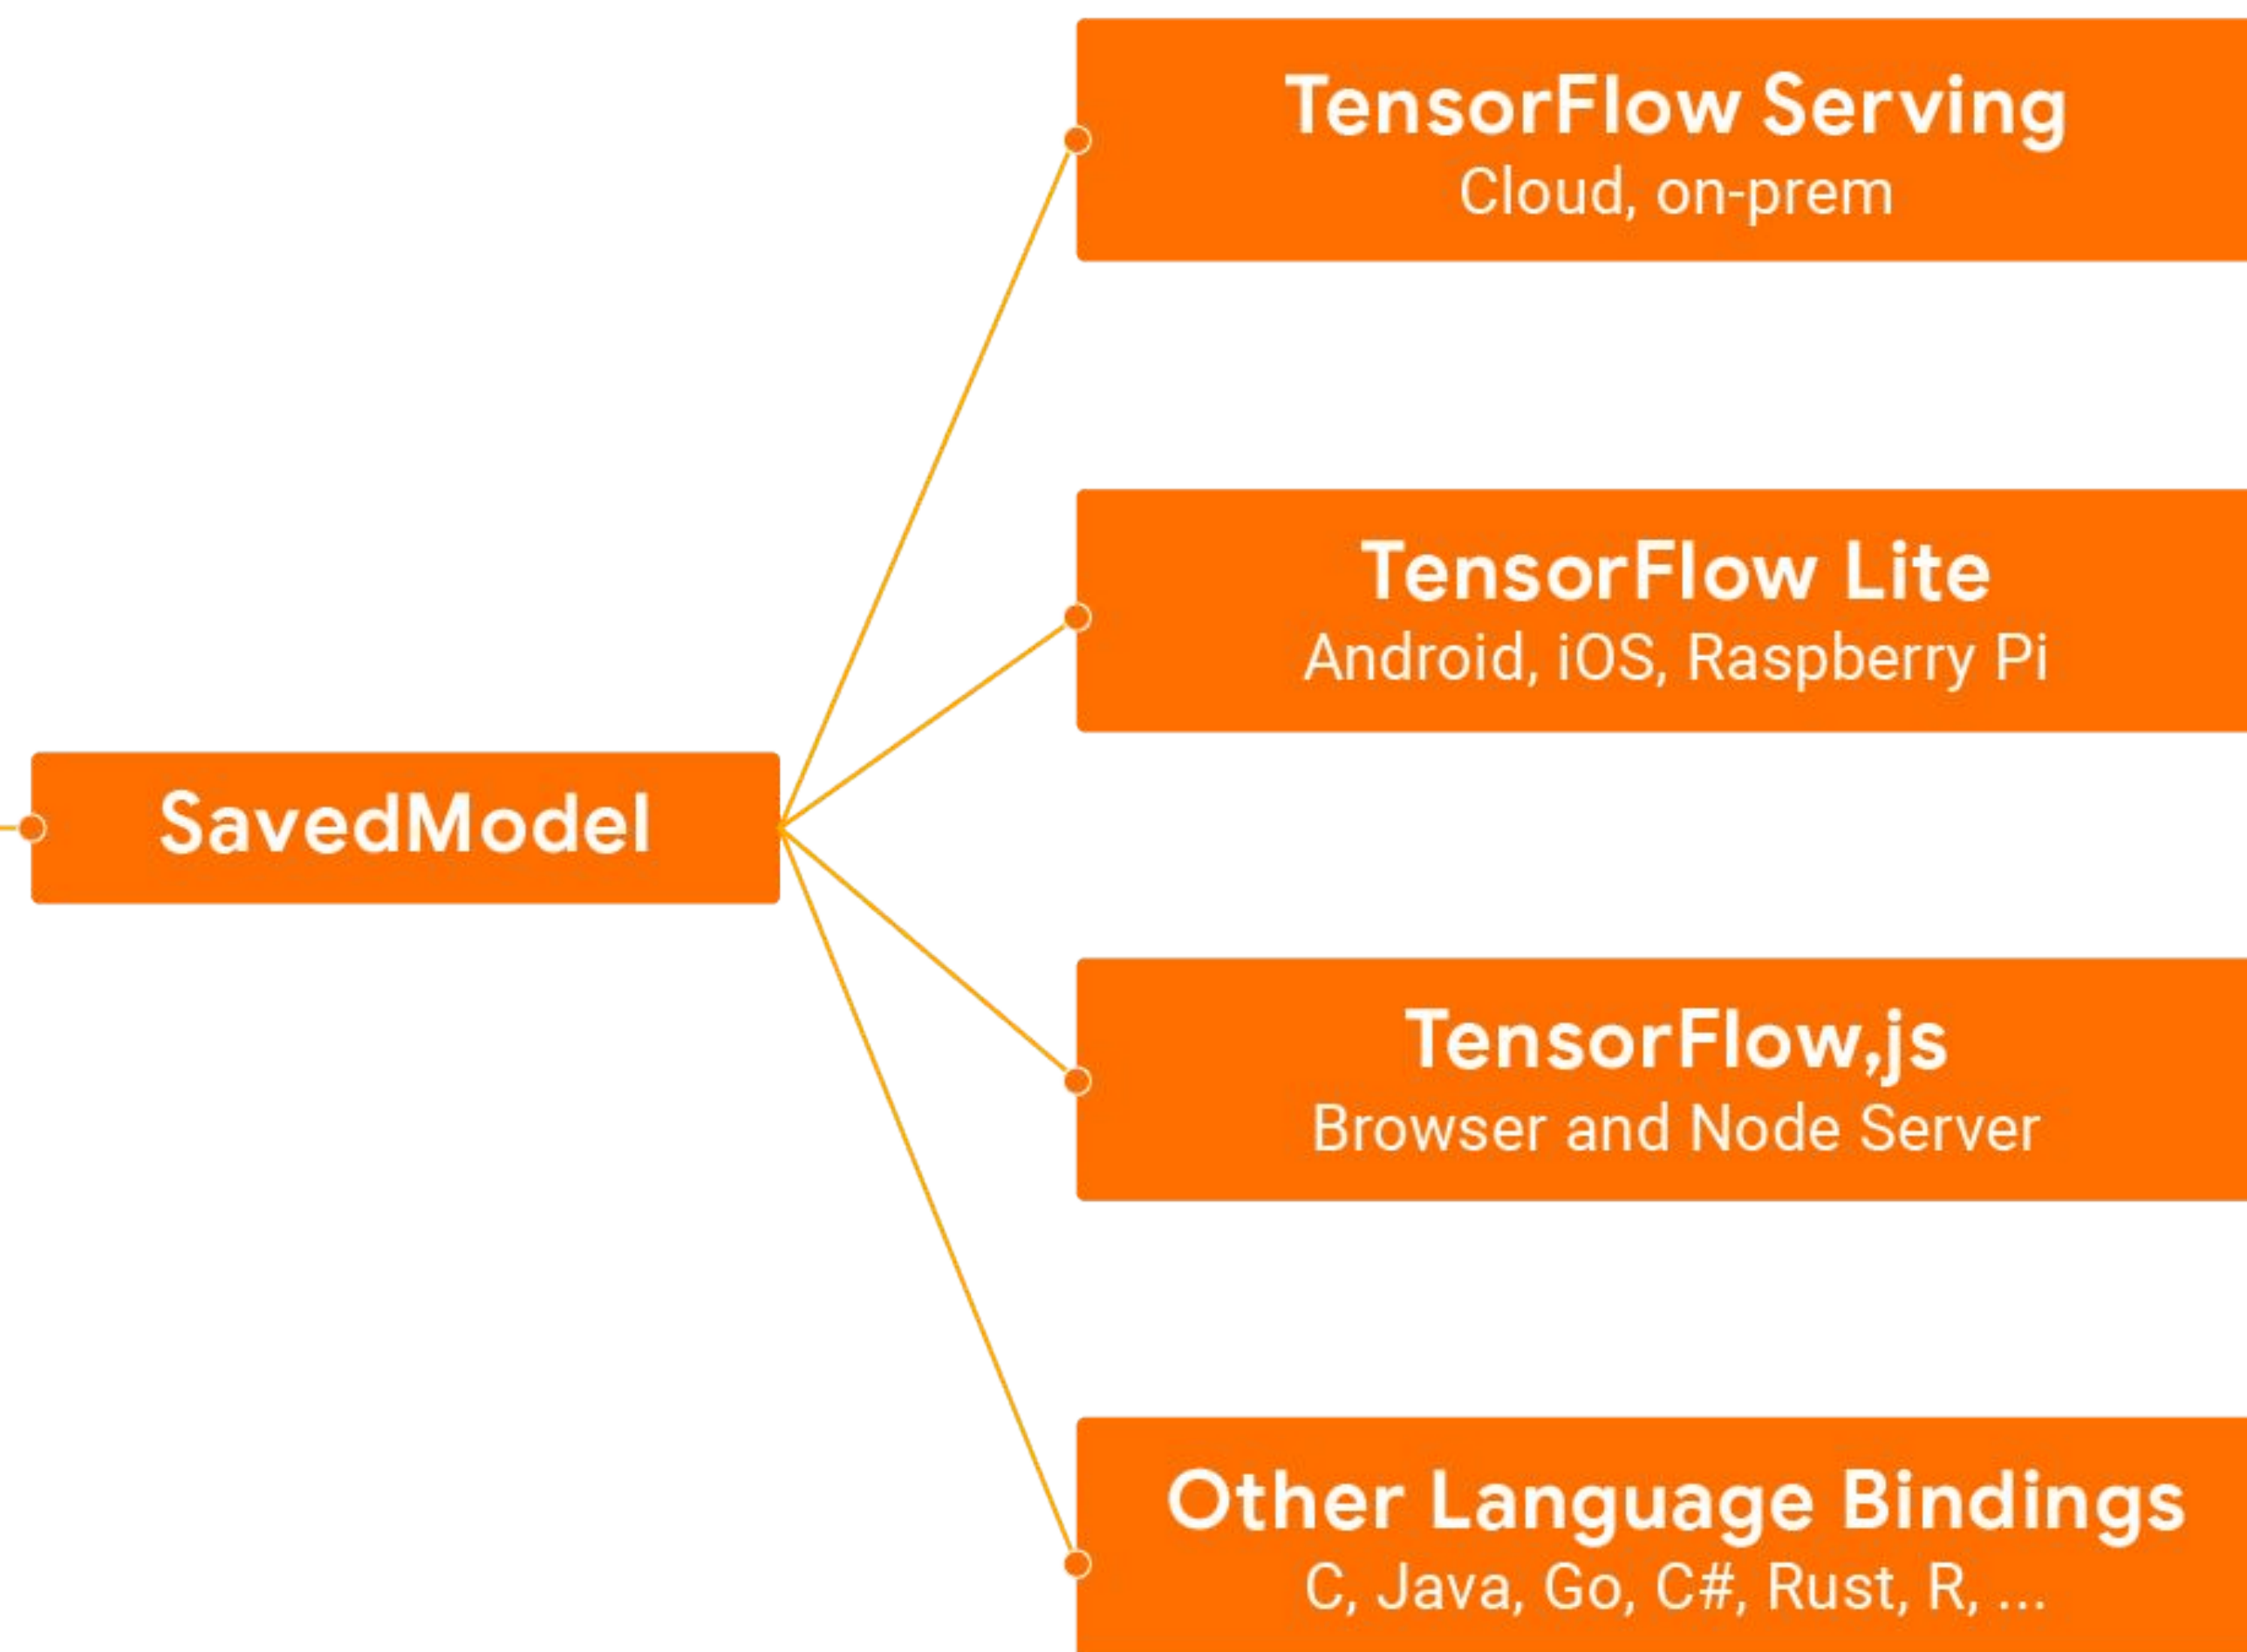 TensorFlow Serving
Cloud, on-prem
TensorFlow Lite
Android, iOS, Raspberry Pi
SavedModel
TensorFlow,js
Browser and Node Server
Other Language Bindings
C, Java, Go, C#, Rust, R, ...